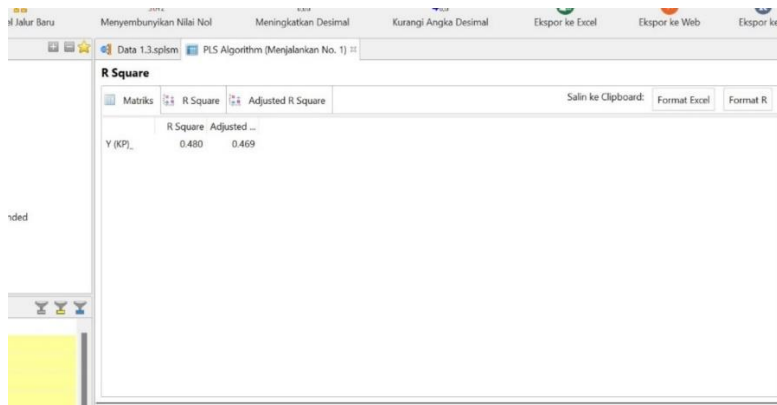 el Jalur Baru
Menyembunyikan Nilai Nol
Meningkatkan Desimal
Kurangi Angka Desimal
Ekspor ke Excel
Ekspor ke Web
Ekspor ke
Data 1.3.splsm
PLS Algorithm (Menjalankan No. 1)
R Square
Matriks
R Square
Adjusted R Square
Salin ke Clipboard:
Format Excel
Format R
R Square Adjusted ...
Y (KP)_ 0.480 0.469
nded